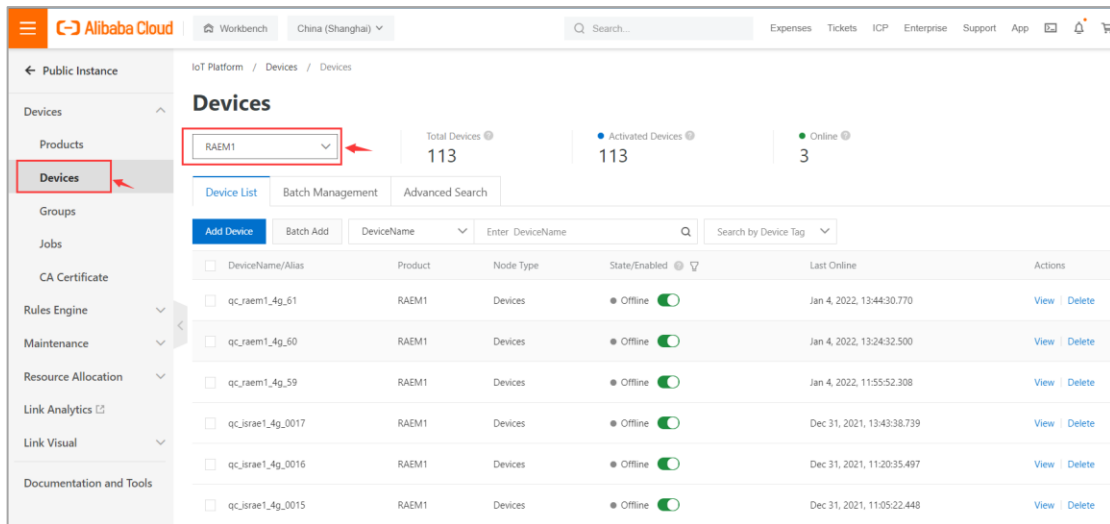 Alibaba Cloud Workbench China (Shanghai) Search... Expenses Tickets ICP Enterprise Support App
Public Instance
IoT Platform / Devices / Devices
Devices
Products
Devices
Groups
Jobs
CA Certificate
Rules Engine
Maintenance
Resource Allocation
Link Analytics
Link Visual
Documentation and Tools
Devices
RAEM1
Total Devices
113
Activated Devices
113
Online
3
Device List Batch Management Advanced Search
Add Device Batch Add DeviceName Enter DeviceName Search by Device Tag
DeviceName/Alias Product Node Type State/Enabled Last Online Actions
qc_raem1_4g_61 RAEM1 Devices Offline Jan 4, 2022, 13:44:30.770 View Delete
qc_raem1_4g_60 RAEM1 Devices Offline Jan 4, 2022, 13:24:32.500 View Delete
qc_raem1_4g_59 RAEM1 Devices Offline Jan 4, 2022, 11:55:52.308 View Delete
qc_israe1_4g_0017 RAEM1 Devices Offline Dec 31, 2021, 13:43:38.739 View Delete
qc_israe1_4g_0016 RAEM1 Devices Offline Dec 31, 2021, 11:20:35.497 View Delete
qc_israe1_4g_0015 RAEM1 Devices Offline Dec 31, 2021, 11:05:22.448 View Delete